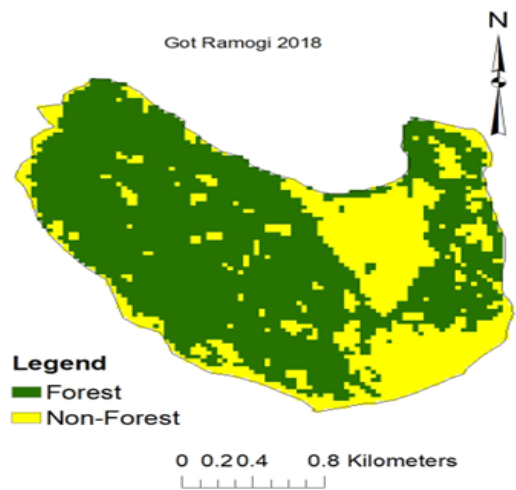 N
Got Ramogi 2018
Legend
Forest
Non-Forest
0 0.20.4 0.8 Kilometers